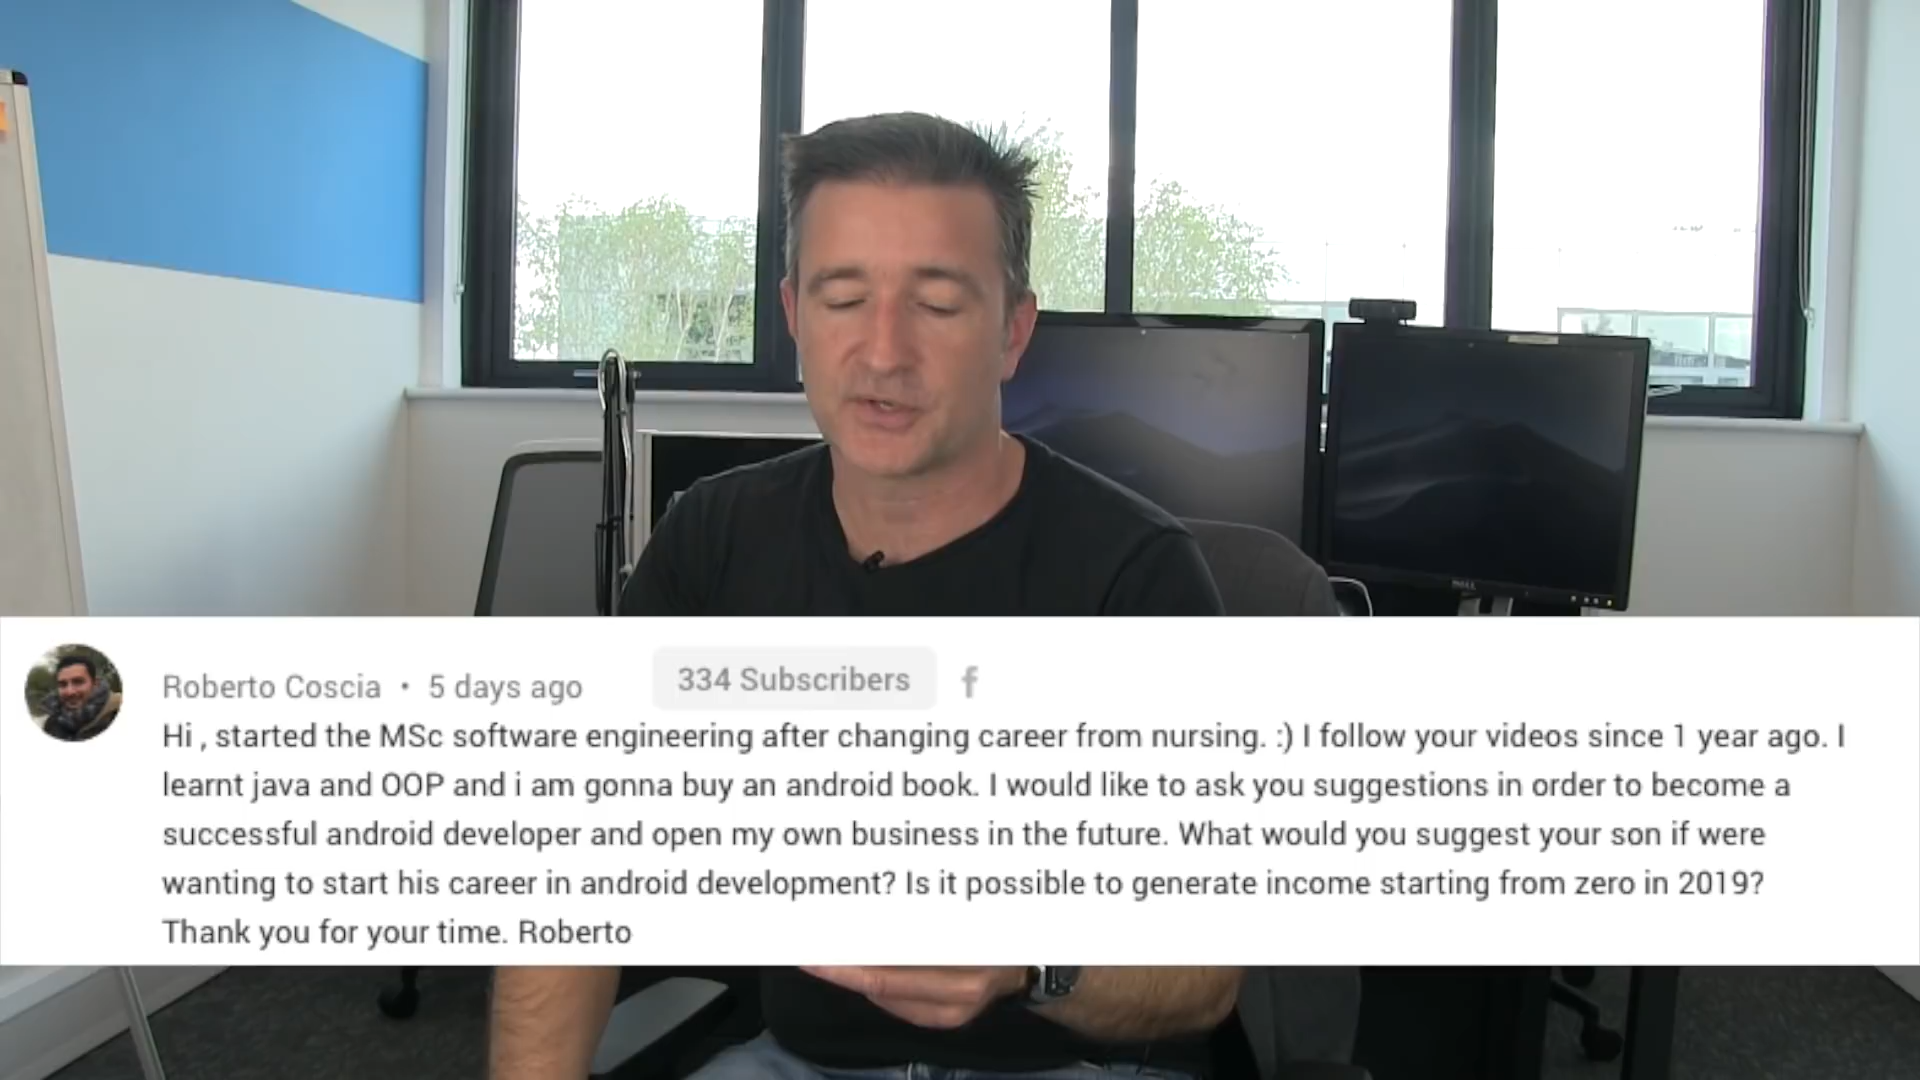 Roberto Coscia • 5 days ago 334 Subscribers f
Hi , started the MSc software engineering after changing career from nursing. :) I follow your videos since 1 year ago. I
learnt java and OOP and i am gonna buy an android book. I would like to ask you suggestions in order to become a
successful android developer and open my own business in the future. What would you suggest your son if were
wanting to start his career in android development? Is it possible to generate income starting from zero in 2019?
Thank you for your time. Roberto
DELL